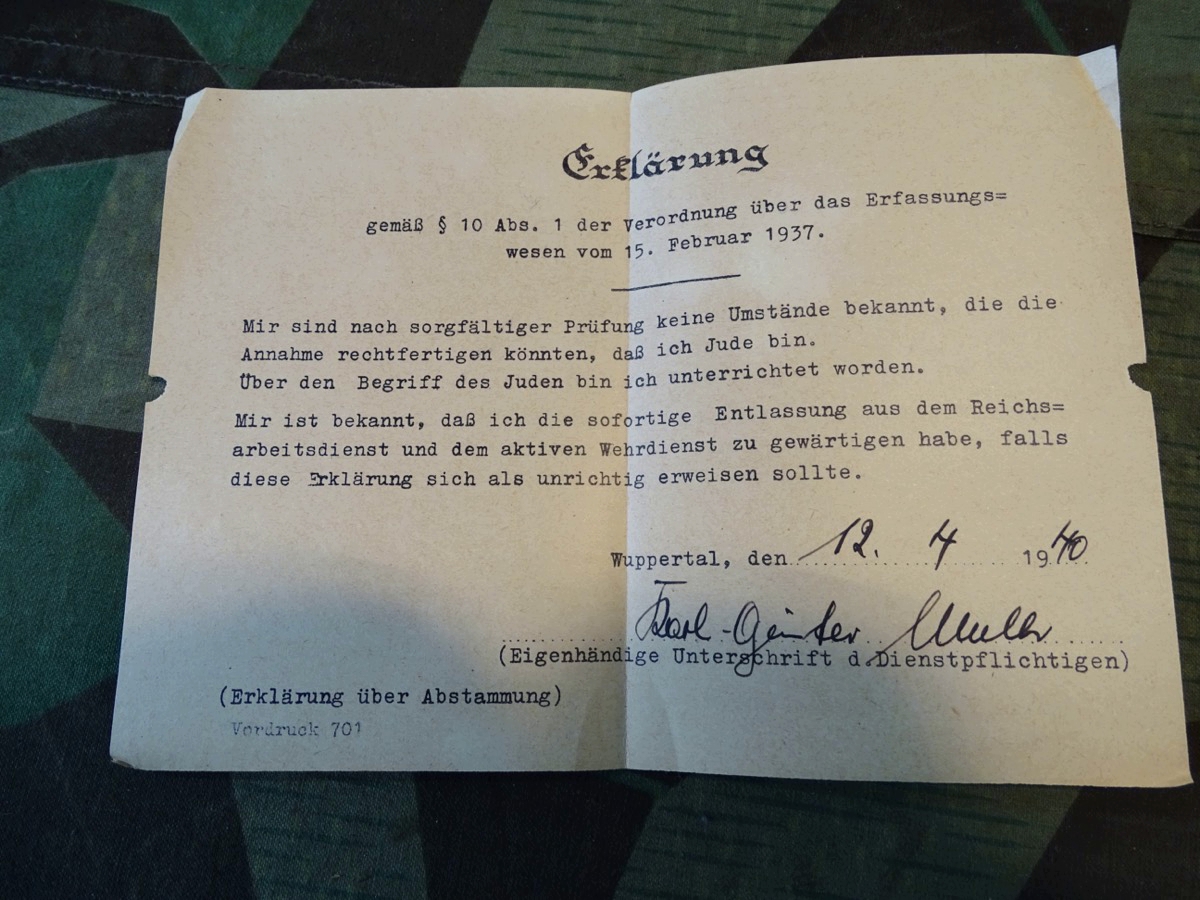 Erklärung
gemäß § 10 Abs. 1 der Verordnung über das Erfassungs=
wesen vom 15. Februar 1937.
Mir sind nach sorgfältiger Prüfung keine Umstände bekannt, die die
Annahme rechtfertigen könnten, daß ich Jude bin.
Über den Begriff des Juden bin ich unterrichtet worden.
Mir ist bekannt, daß ich die sofortige Entlassung aus dem Reichs=
arbeitsdienst und dem aktiven Wehrdienst zu gewärtigen habe, falls
diese Erklärung sich als unrichtig erweisen sollte.
Wuppertal, den 12. 4 1940
Karl-Günter Müller
(Eigenhändige Unterschrift d.Dienstpflichtigen)
(Erklärung über Abstammung)
Vordruck 701